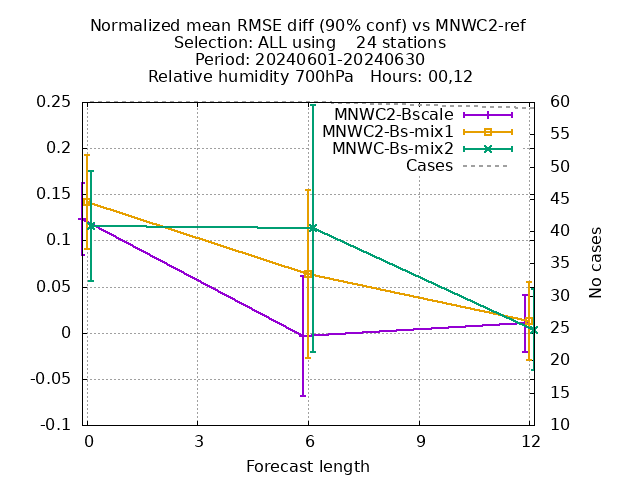 Normalized mean RMSE diff (90% conf) vs MNWC2-ref
Selection: ALL using    24 stations
Period: 20240601-20240630
Relative humidity 700hPa   Hours: 00,12
MNWC2-Bscale
MNWC2-Bs-mix1
MNWC-Bs-mix2
Cases
0.25
0.2
0.15
0.1
0.05
0
-0.05
-0.1
60
55
50
45
40
35
30
25
20
15
10
No cases
0 3 6 9 12
Forecast length